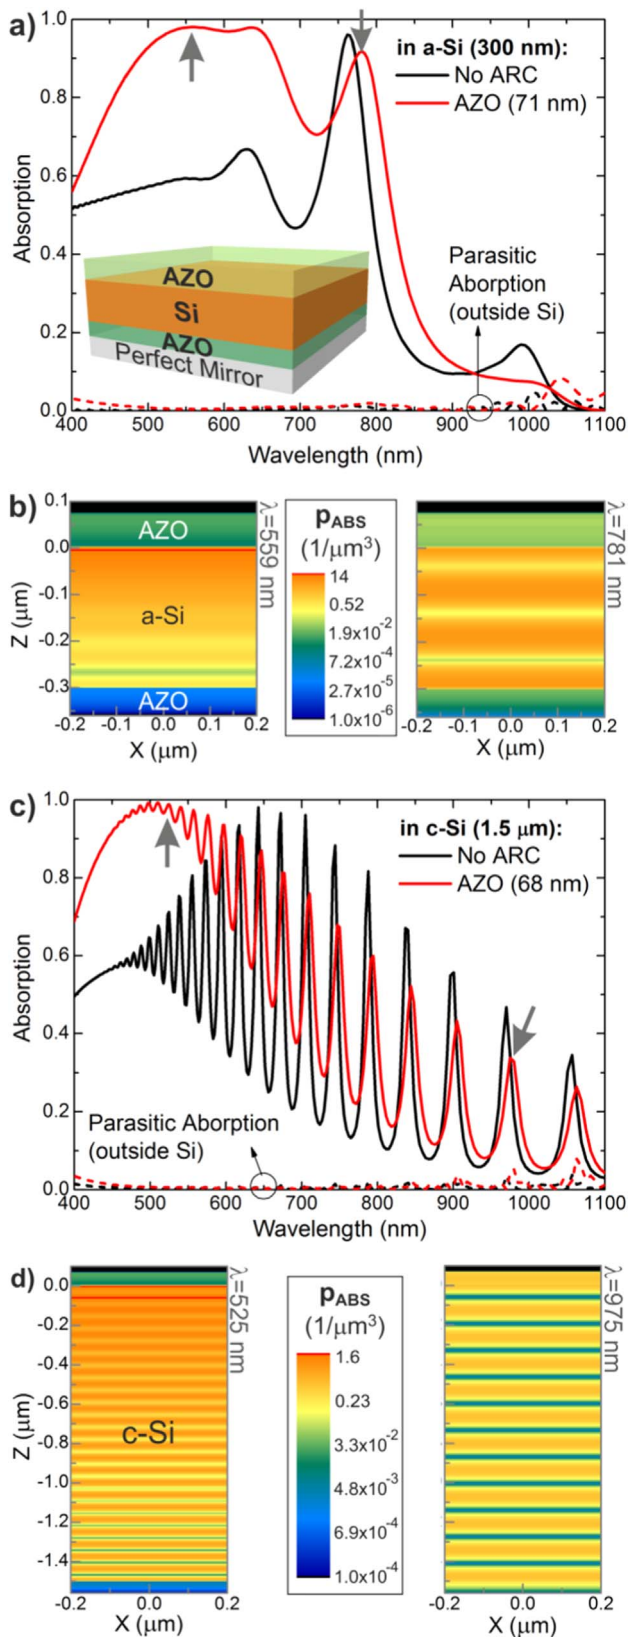 a)
1.0
0.8
0.6
0.4
0.2
0.0
Absorption
in a-Si (300 nm):
No ARC
AZO (71 nm)
Parasitic
Aborption
(outside Si)
AZO
Si
AZO
Perfect Mirror
400 500 600 700 800 900 1000 1100
Wavelength (nm)
b)
0.1
0.0
-0.1
-0.2
-0.3
Z (μm)
AZO
a-Si
AZO
λ=559 nm
-0.2 -0.1 0.0 0.1 0.2
X (μm)
pABS
(1/μm³)
14
0.52
1.9x10⁻²
7.2x10⁻⁴
2.7x10⁻⁵
1.0x10⁻⁶
λ=781 nm
-0.2 -0.1 0.0 0.1 0.2
X (μm)
c)
1.0
0.8
0.6
0.4
0.2
0.0
Absorption
in c-Si (1.5 μm):
No ARC
AZO (68 nm)
Parasitic Aborption
(outside Si)
400 500 600 700 800 900 1000 1100
Wavelength (nm)
d)
0.0
-0.2
-0.4
-0.6
-0.8
-1.0
-1.2
-1.4
Z (μm)
c-Si
λ=525 nm
-0.2 0.0 0.2
X (μm)
pABS
(1/μm³)
1.6
0.23
3.3x10⁻²
4.8x10⁻³
6.9x10⁻⁴
1.0x10⁻⁴
λ=975 nm
-0.2 0.0 0.2
X (μm)